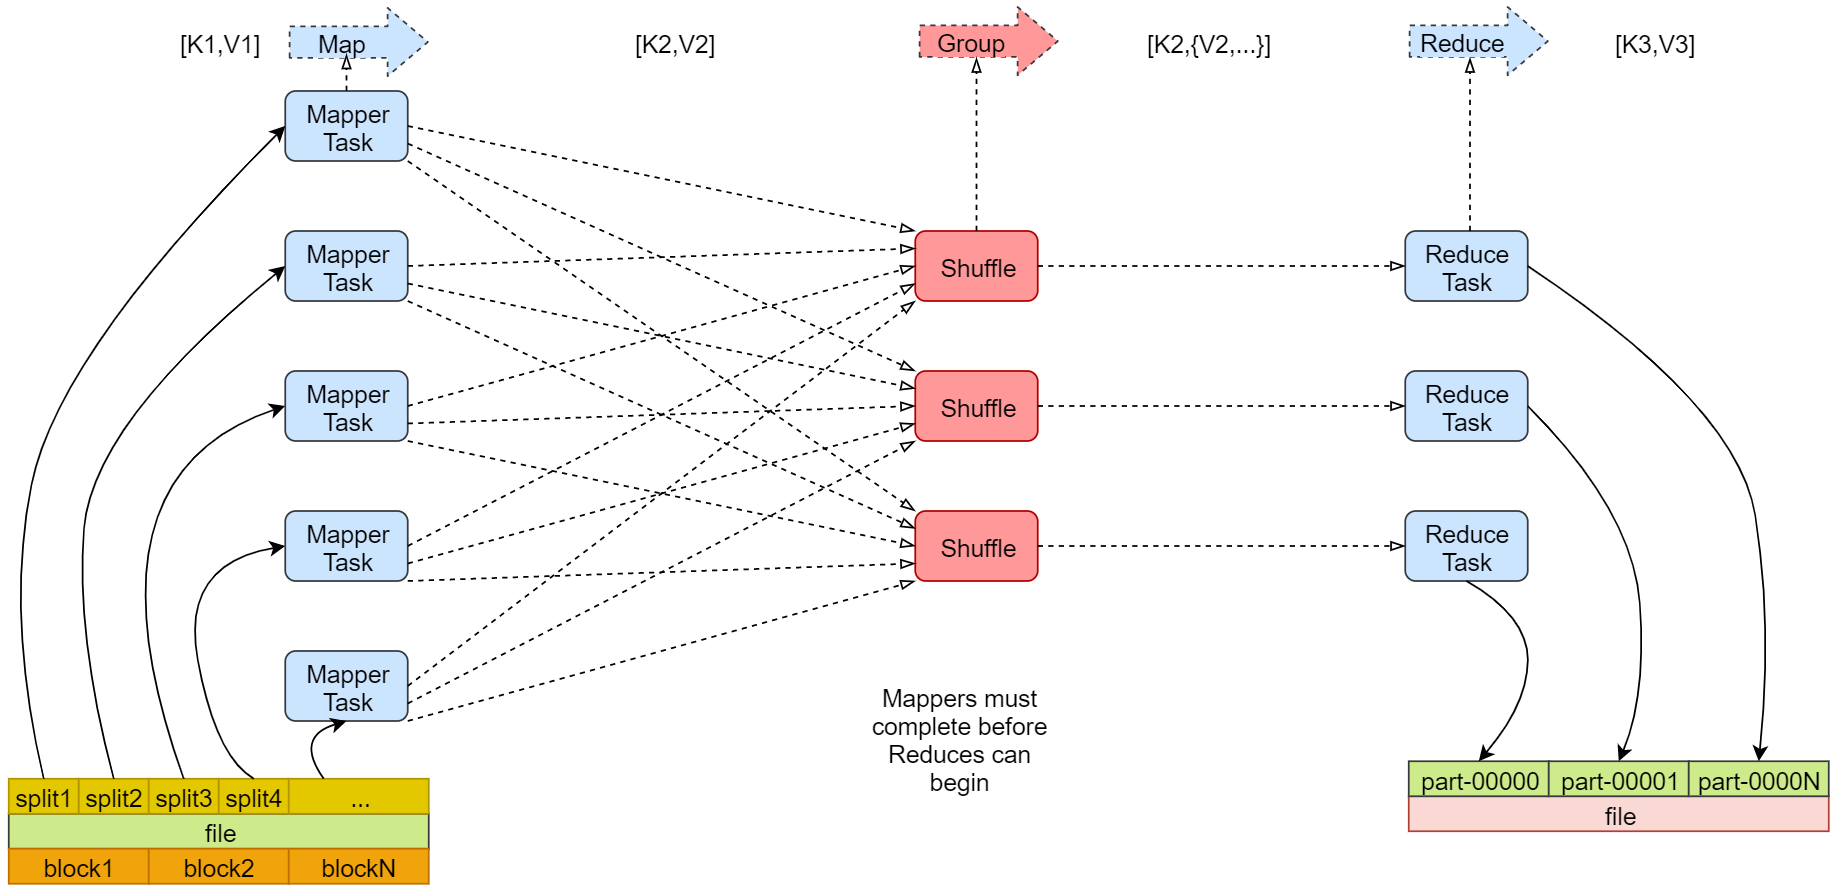 [K1,V1]
Map
[K2,V2]
Group
[K2,{V2,...}]
Reduce
[K3,V3]
Mapper
Task
Mapper
Task
Shuffle
Reduce
Task
Mapper
Task
Shuffle
Reduce
Task
Mapper
Task
Shuffle
Reduce
Task
Mapper
Task
Mappers must
complete before
Reduces can
begin
split1
split2
split3
split4
...
file
block1
block2
blockN
part-00000
part-00001
part-0000N
file